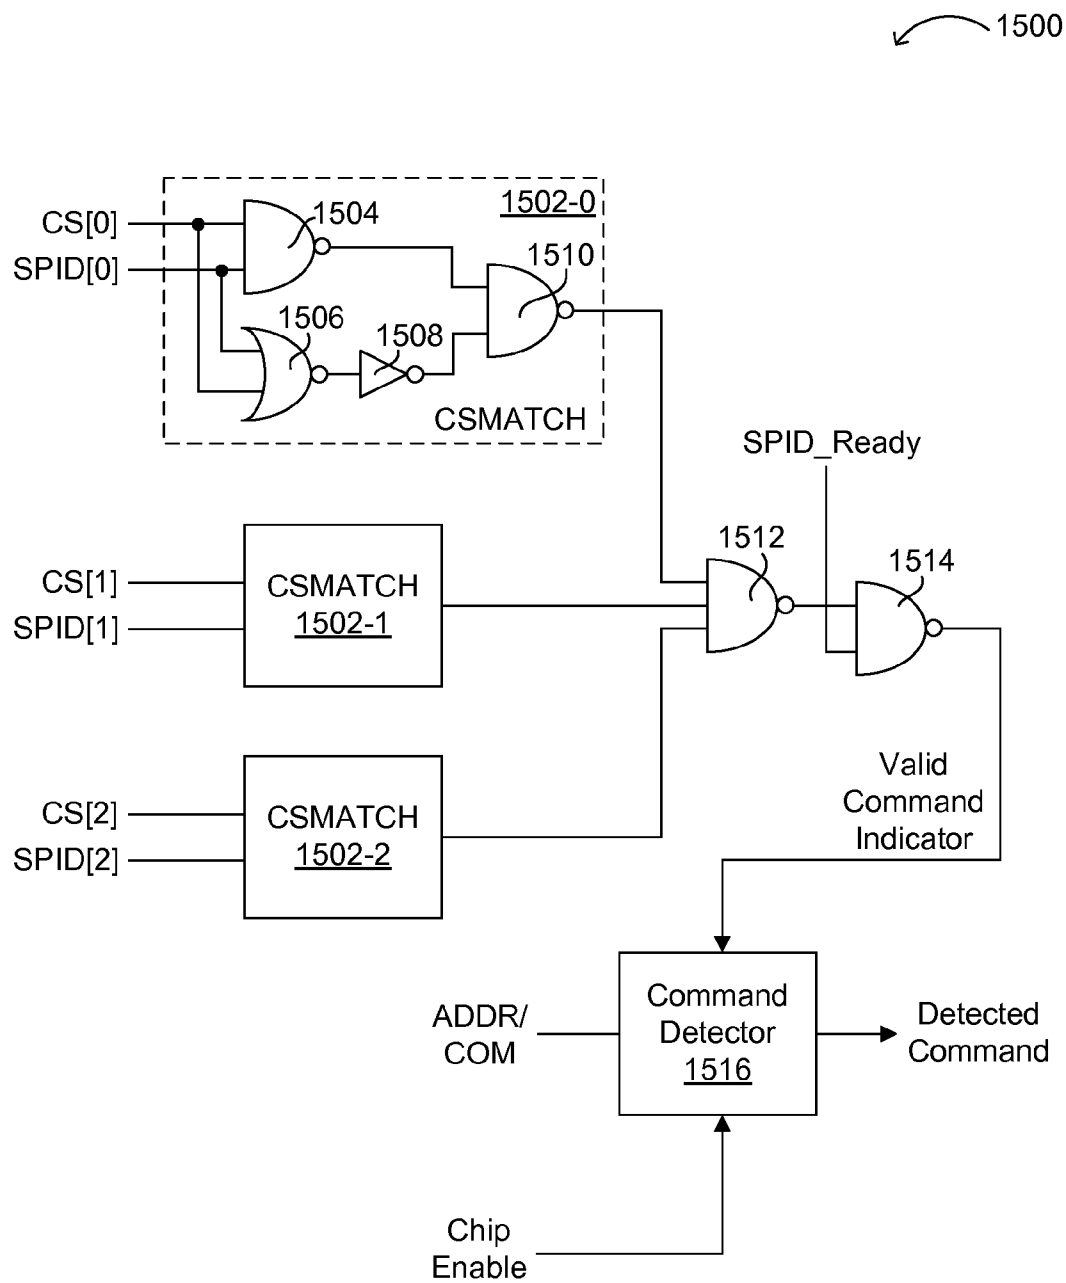 1500
1502-0
CS[0]
1504
SPID[0]
1510
1506
1508
CSMATCH
SPID_Ready
1512
1514
CS[1]
SPID[1]
CSMATCH
1502-1
Valid
Command
Indicator
CS[2]
SPID[2]
CSMATCH
1502-2
ADDR/
COM
Command
Detector
1516
Detected
Command
Chip
Enable